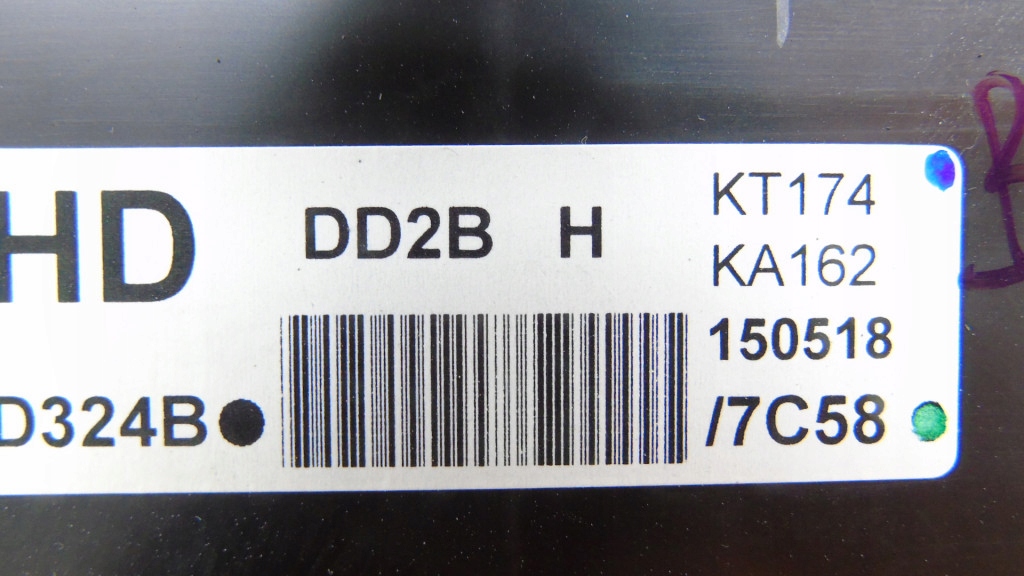 HD DD2B H KT174
KA162
150518
D324B /7C58